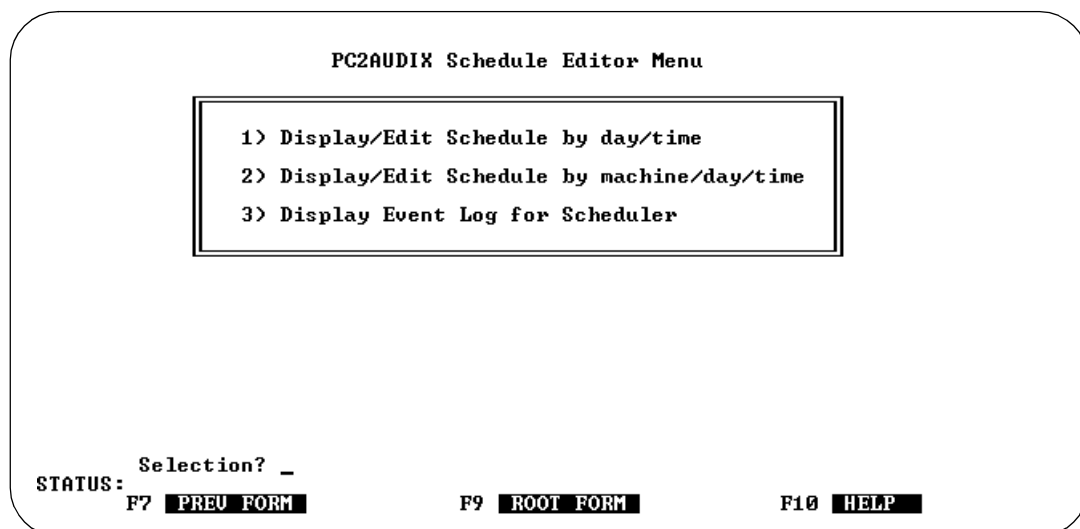 PC2AUDIX Schedule Editor Menu
1) Display/Edit Schedule by day/time
2) Display/Edit Schedule by machine/day/time
3) Display Event Log for Scheduler
Selection? _
STATUS:
F7 PREV FORM F9 ROOT FORM F10 HELP